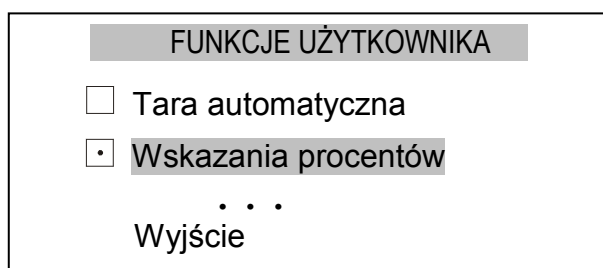 FUNKCJE UŻYTKOWNIKA
Tara automatyczna
Wskazania procentów
. . .
Wyjście